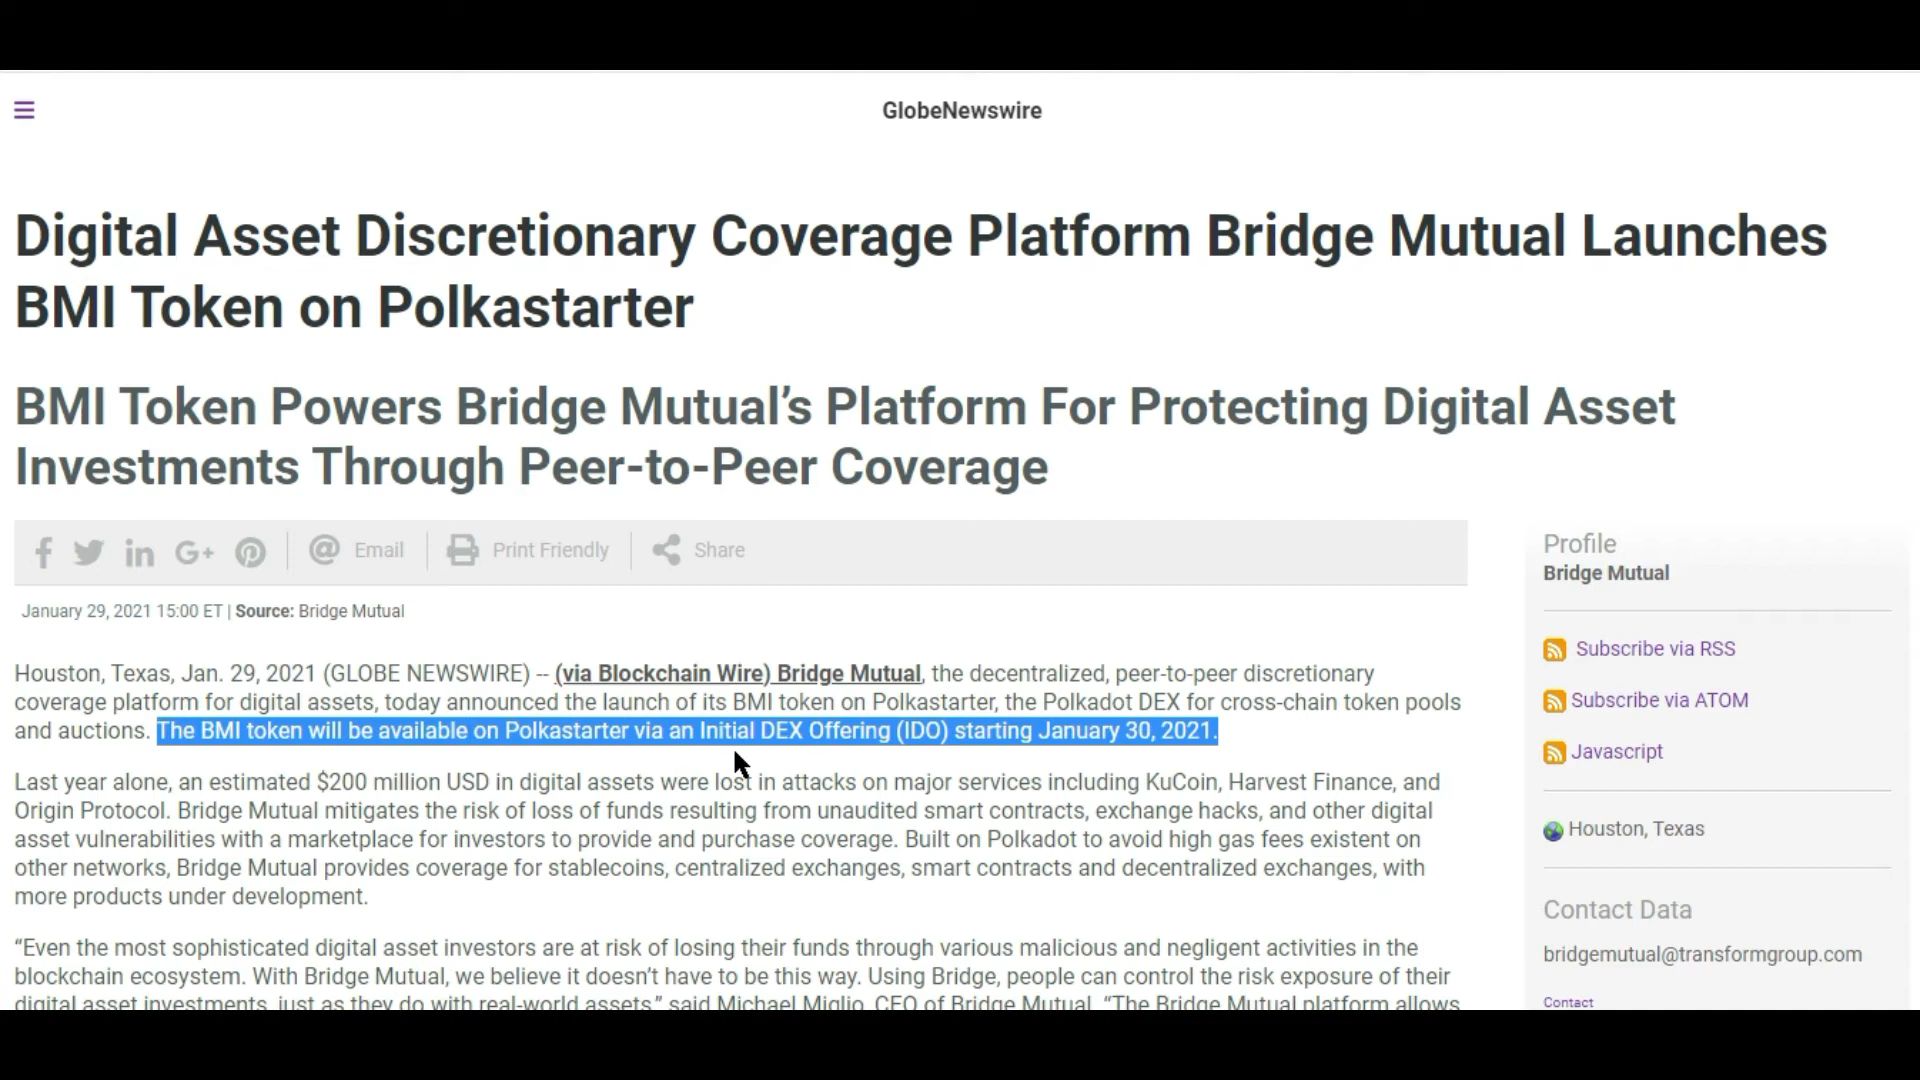 GlobeNewswire
Digital Asset Discretionary Coverage Platform Bridge Mutual Launches
BMI Token on Polkastarter
BMI Token Powers Bridge Mutual’s Platform For Protecting Digital Asset
Investments Through Peer-to-Peer Coverage
Email
Print Friendly
Share
January 29, 2021 15:00 ET | Source: Bridge Mutual
Houston, Texas, Jan. 29, 2021 (GLOBE NEWSWIRE) -- (via Blockchain Wire) Bridge Mutual, the decentralized, peer-to-peer discretionary
coverage platform for digital assets, today announced the launch of its BMI token on Polkastarter, the Polkadot DEX for cross-chain token pools
and auctions. The BMI token will be available on Polkastarter via an Initial DEX Offering (IDO) starting January 30, 2021.
Last year alone, an estimated $200 million USD in digital assets were lost in attacks on major services including KuCoin, Harvest Finance, and
Origin Protocol. Bridge Mutual mitigates the risk of loss of funds resulting from unaudited smart contracts, exchange hacks, and other digital
asset vulnerabilities with a marketplace for investors to provide and purchase coverage. Built on Polkadot to avoid high gas fees existent on
other networks, Bridge Mutual provides coverage for stablecoins, centralized exchanges, smart contracts and decentralized exchanges, with
more products under development.
“Even the most sophisticated digital asset investors are at risk of losing their funds through various malicious and negligent activities in the
blockchain ecosystem. With Bridge Mutual, we believe it doesn’t have to be this way. Using Bridge, people can control the risk exposure of their
digital asset investments, just as they do with real-world assets,” said Michael Miglio, CEO of Bridge Mutual. “The Bridge Mutual platform allows
Profile
Bridge Mutual
Subscribe via RSS
Subscribe via ATOM
Javascript
Houston, Texas
Contact Data
bridgemutual@transformgroup.com
Contact